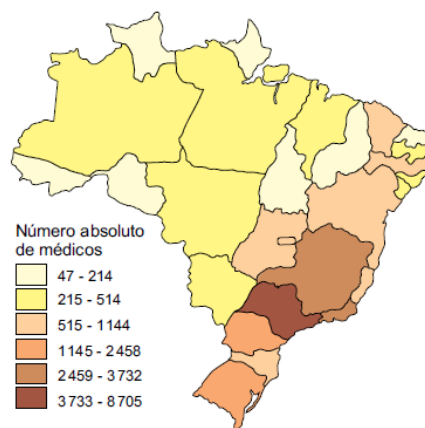 Número absoluto
de médicos
47 - 214
215 - 514
515 - 1144
1145 - 2458
2459 - 3732
3733 - 8705